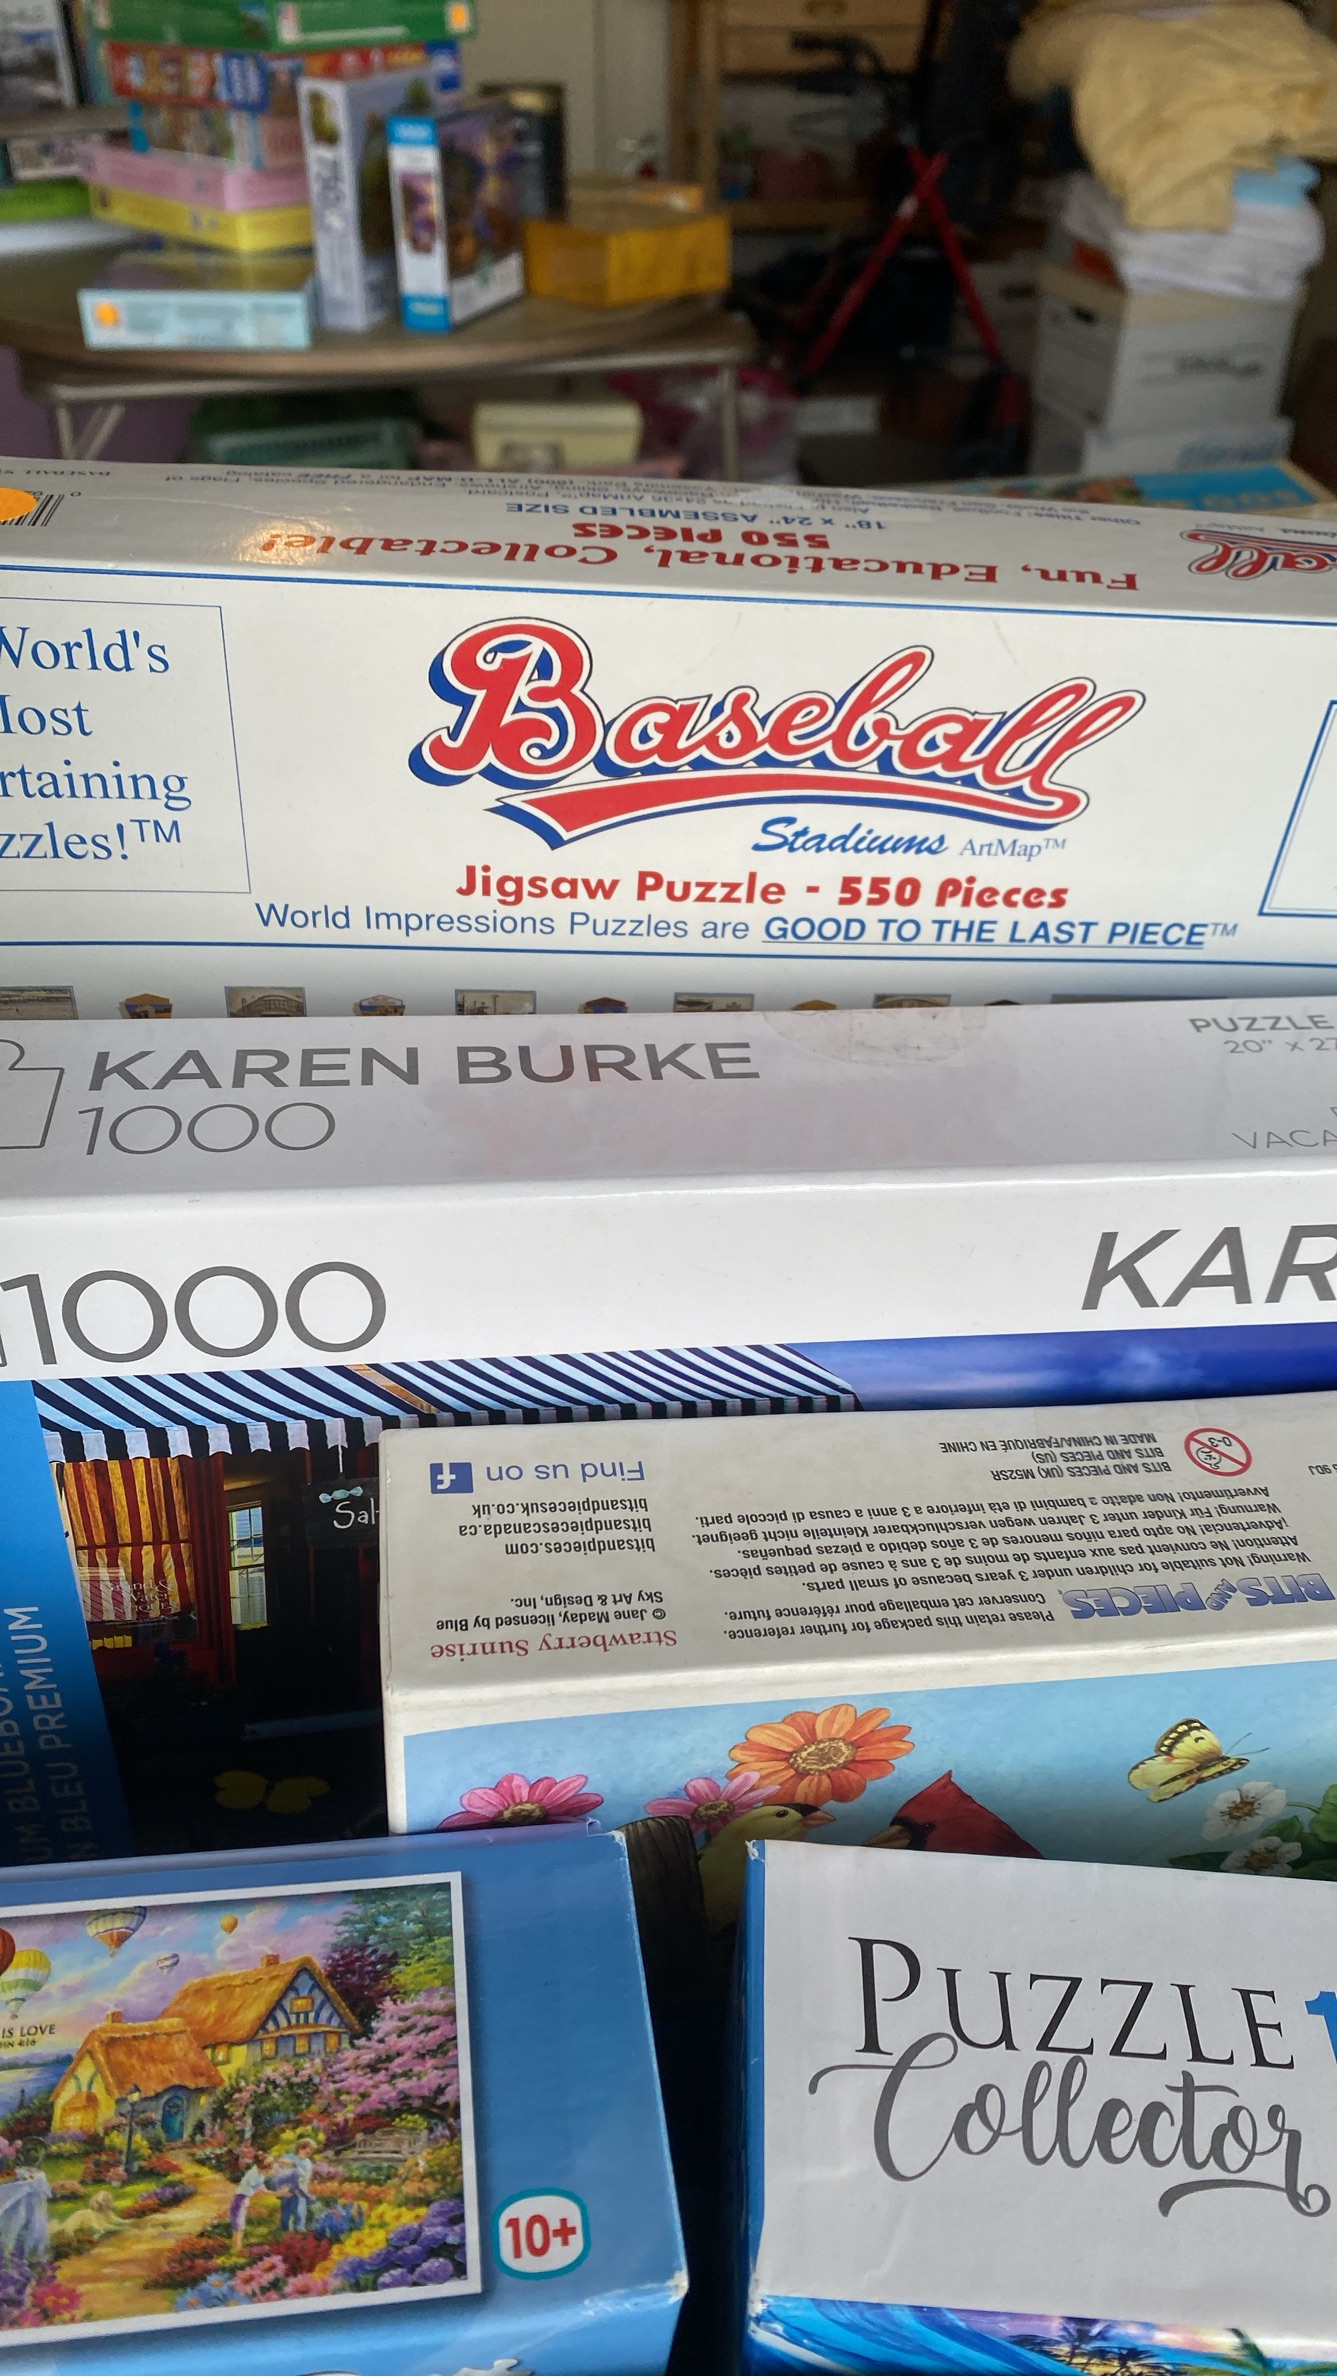 750
18" x 24" ASSEMBLED SIZE
550 PIECES
Fun, Educational, Collectable!
World's
Most
rtaining
zzles!™
Baseball
Stadiums ArtMap™
Jigsaw Puzzle - 550 Pieces
World Impressions Puzzles are GOOD TO THE LAST PIECE™
KAREN BURKE
1000
PUZZLE
20" x 27
VACA
1000
KAR
Sal
UM BLUEBOA
N BLEU PREMIUM
Find us on f
bitsandpiecesuk.co.uk
bitsandpiecescanada.ca
bitsandpieces.com
© Jane Maday, licensed by Blue
Sky Art & Design, Inc.
Strawberry Sunrise
BITS AND PIECES
Please retain this package for further reference.
Conserver cet emballage pour référence future.
Warning! Not suitable for children under 3 years because of small parts.
Attention! Ne convient pas aux enfants de moins de 3 ans à cause de petites pièces.
¡Advertencia! No apto para niños menores de 3 años debido a piezas pequeñas.
Warnung! Für Kinder unter 3 Jahren wegen verschluckbarer Kleinteile nicht geeignet.
Avvertimento! Non adatto a bambini di età inferiore a 3 anni a causa di piccole parti.
BITS AND PIECES (UK) M52SR
BITS AND PIECES (US)
MADE IN CHINA/FABRIQUÉ EN CHINE
0-3
IS LOVE
10+
PUZZLE
Collector